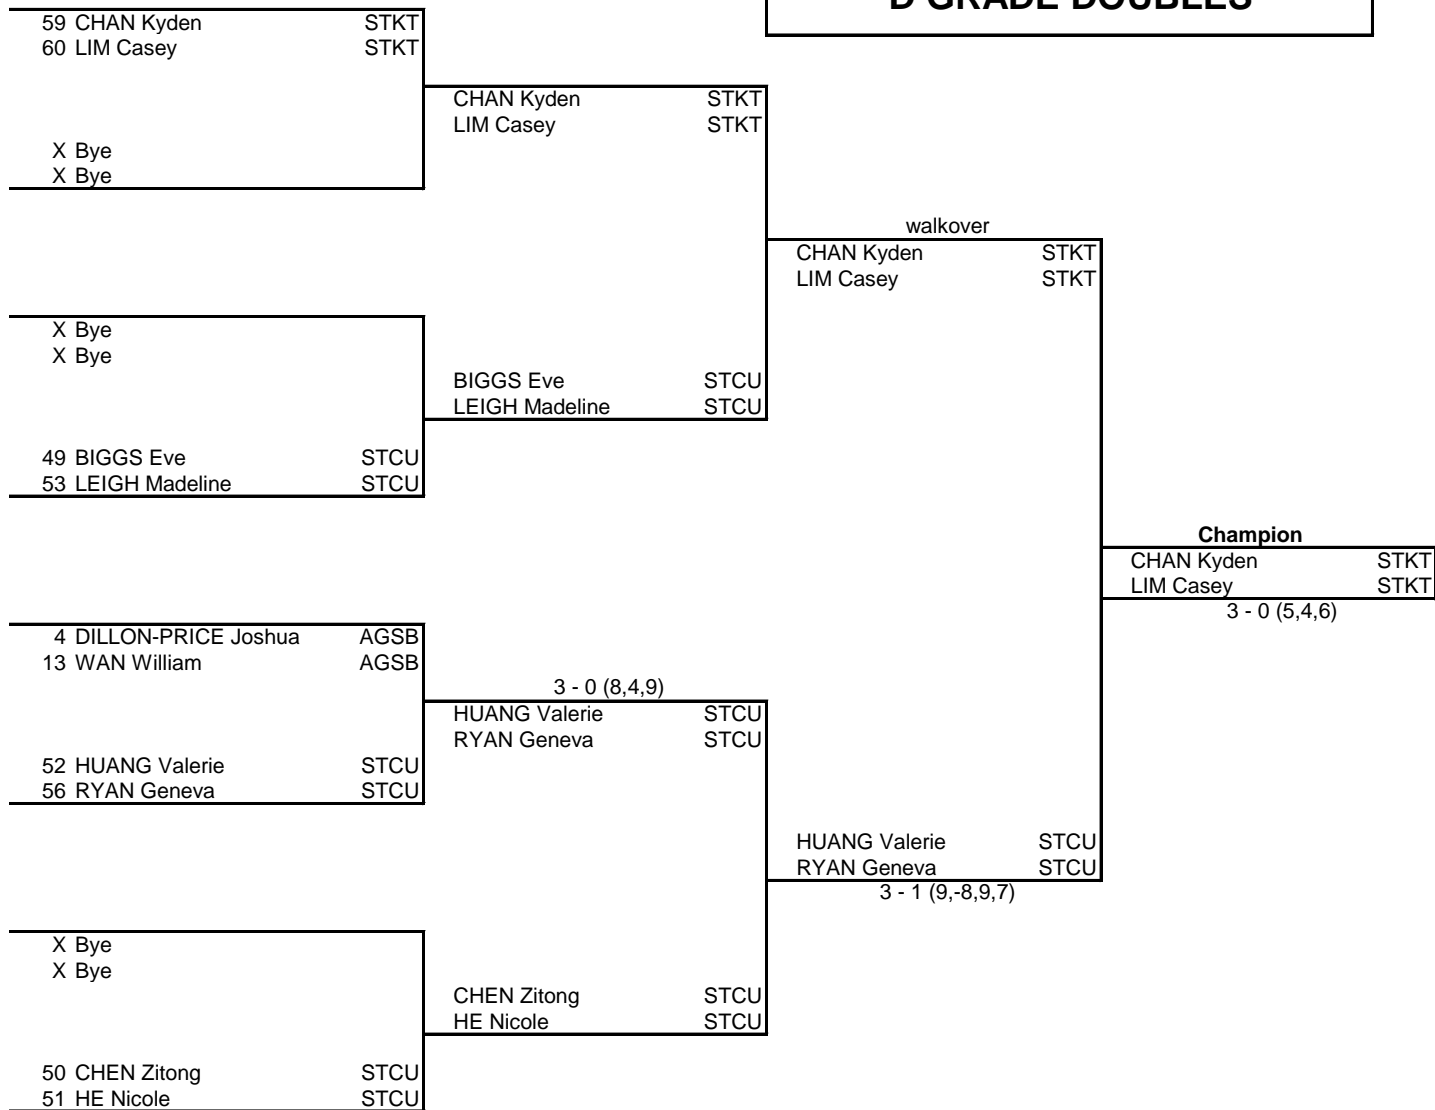 D GRADE DOUBLES
59 CHAN Kyden STKT
60 LIM Casey STKT
CHAN Kyden STKT
LIM Casey STKT
X Bye
X Bye
walkover
CHAN Kyden STKT
LIM Casey STKT
X Bye
X Bye
BIGGS Eve STCU
LEIGH Madeline STCU
49 BIGGS Eve STCU
53 LEIGH Madeline STCU
Champion
CHAN Kyden STKT
LIM Casey STKT
3 - 0 (5,4,6)
4 DILLON-PRICE Joshua AGSB
13 WAN William AGSB
3 - 0 (8,4,9)
HUANG Valerie STCU
RYAN Geneva STCU
52 HUANG Valerie STCU
56 RYAN Geneva STCU
HUANG Valerie STCU
RYAN Geneva STCU
3 - 1 (9,-8,9,7)
X Bye
X Bye
CHEN Zitong STCU
HE Nicole STCU
50 CHEN Zitong STCU
51 HE Nicole STCU